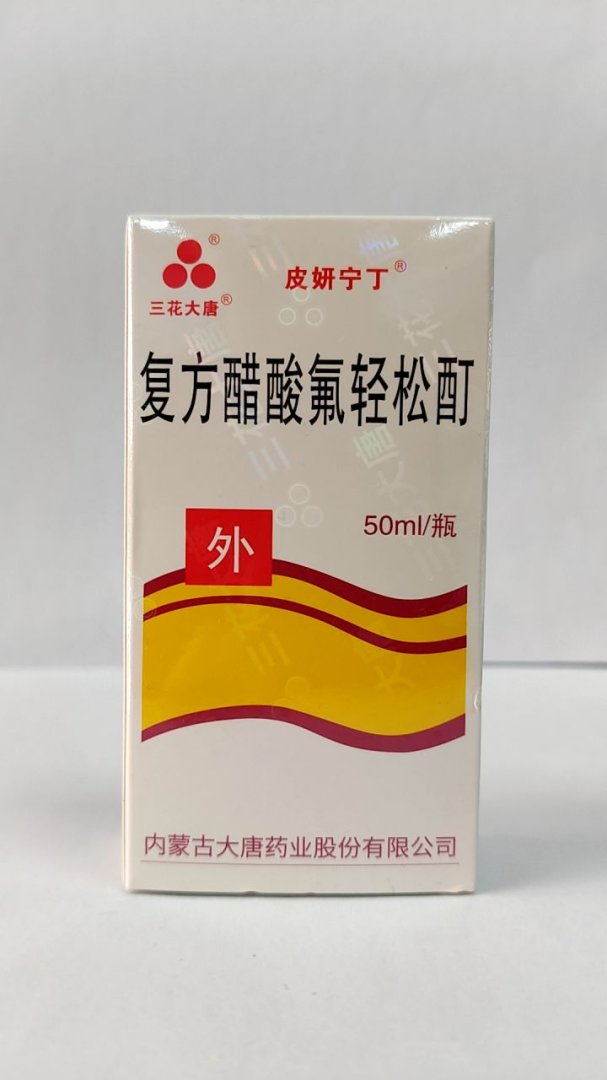 三花大唐®
皮妍宁丁®
复方醋酸氟轻松酊
50ml/瓶
外
内蒙古大唐药业股份有限公司